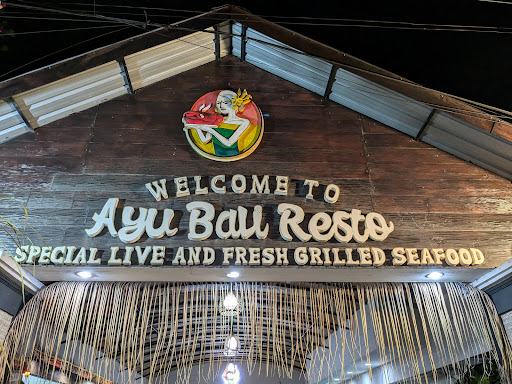 WELCOME TO
Ayu Bali Resto
SPECIAL LIVE AND FRESH GRILLED SEAFOOD